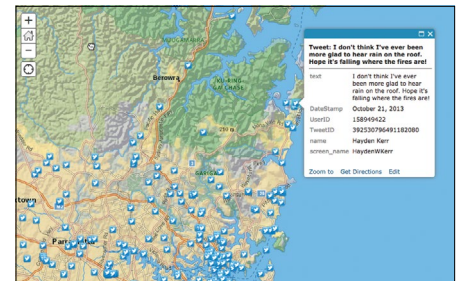 MOUGAMARRA
Tweet: I don't think I've ever been
more glad to hear rain on the roof.
Hope it's falling where the fires are!
text
I don't think I've ever been
more glad to hear rain on the
roof. Hope it's falling where the
fires are!
DateStamp October 21, 2013
UserID 158949422
TweetID 392530796491182080
name Hayden Kerr
screen_name HaydenWKerr
Zoom to Get Directions Edit
Berowra
KU-RING
GAI CHASE
GARIGAL
xtown